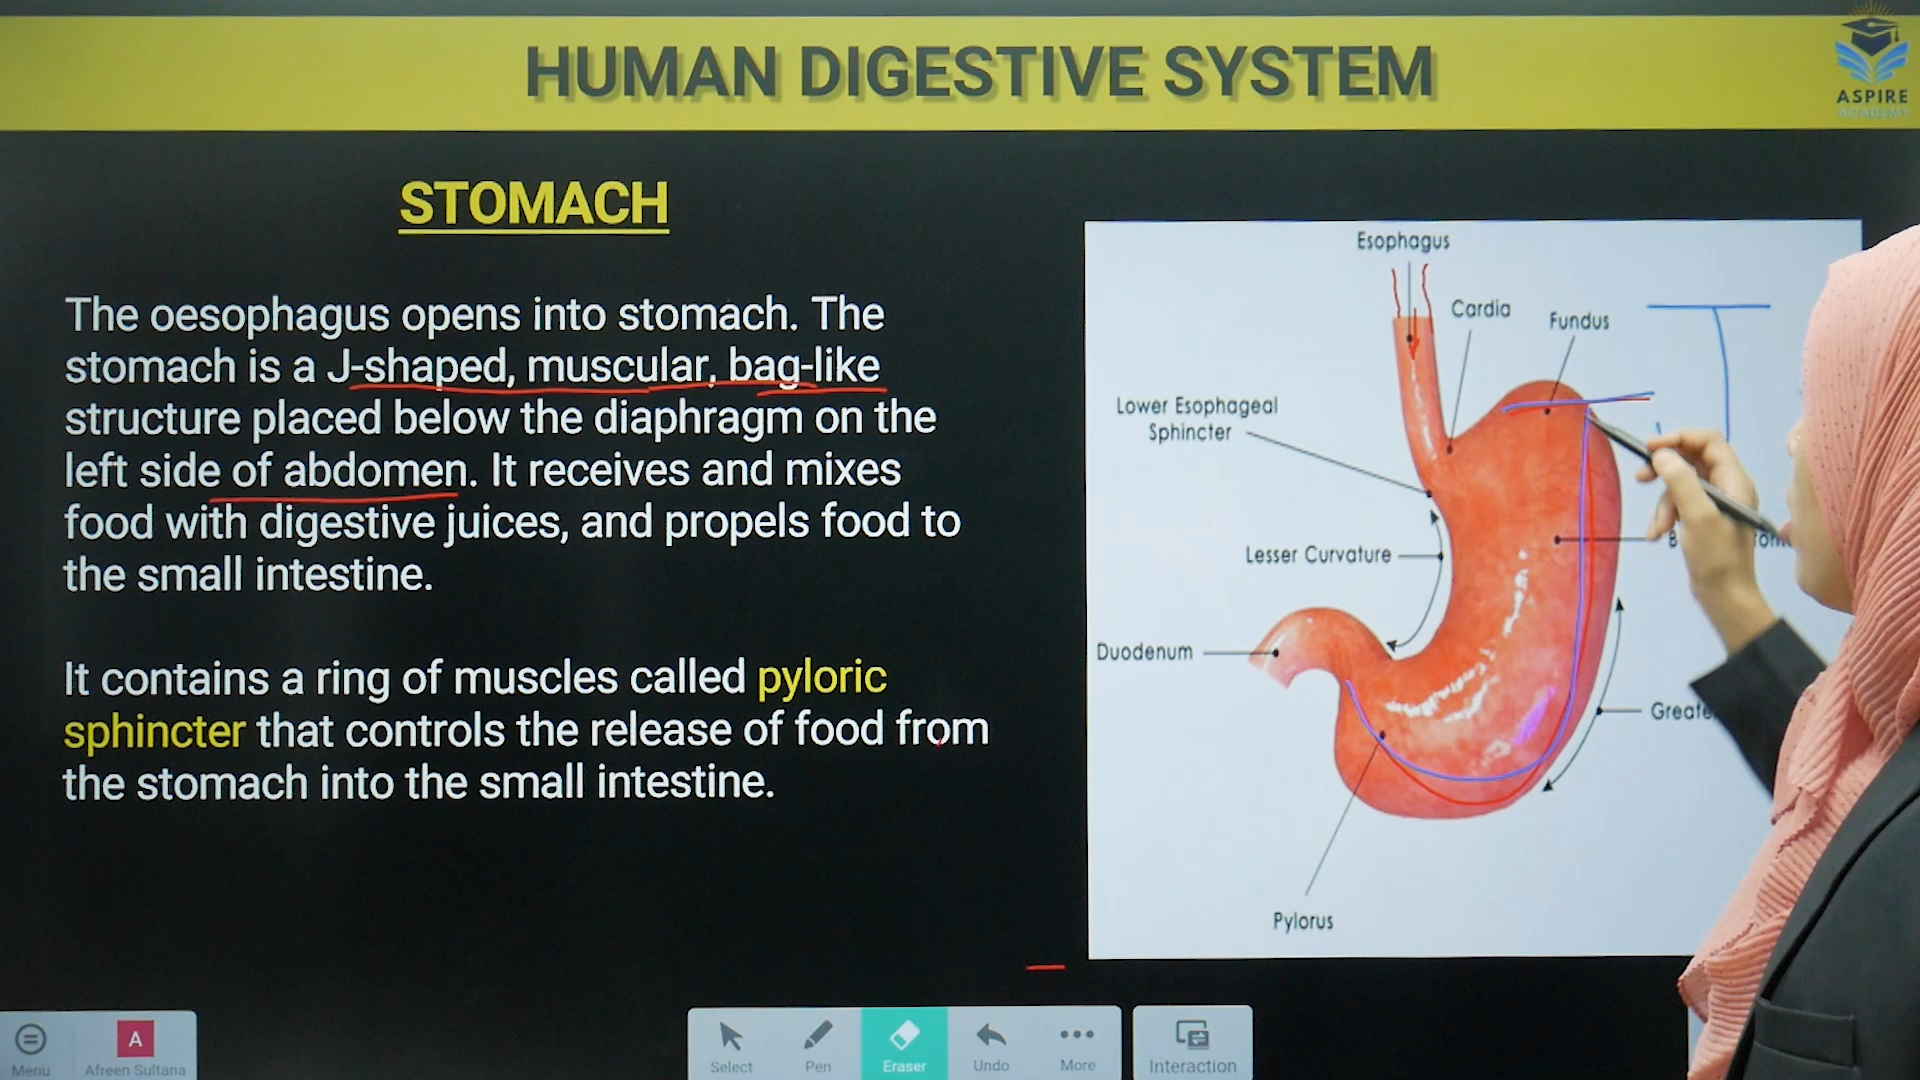 HUMAN DIGESTIVE SYSTEM
ASPIRE
ACADEMY
STOMACH
The oesophagus opens into stomach. The
stomach is a J-shaped, muscular, bag-like
structure placed below the diaphragm on the
left side of abdomen. It receives and mixes
food with digestive juices, and propels food to
the small intestine.
It contains a ring of muscles called pyloric
sphincter that controls the release of food from
the stomach into the small intestine.
Esophagus
Cardia
Fundus
Lower Esophageal
Sphincter
Lesser Curvature
Duodenum
Pylorus
Menu
A
Afreen Sultana
Select
Pen
Eraser
Undo
More
Interaction